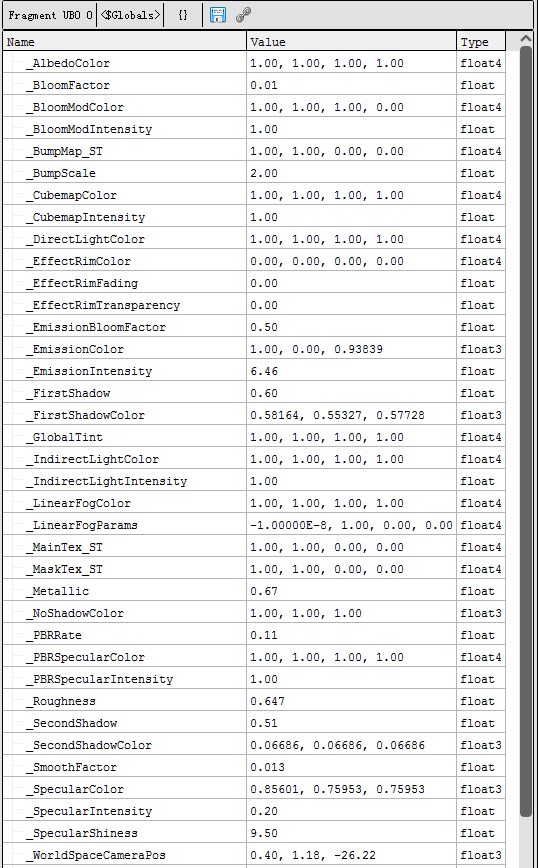 Fragment UBO 0 <$Globals> {}
Name Value Type
_AlbedoColor 1.00, 1.00, 1.00, 1.00 float4
_BloomFactor 0.01 float
_BloomModColor 1.00, 1.00, 1.00, 0.00 float4
_BloomModIntensity 1.00 float
_BumpMap_ST 1.00, 1.00, 0.00, 0.00 float4
_BumpScale 2.00 float
_CubemapColor 1.00, 1.00, 1.00, 1.00 float4
_CubemapIntensity 1.00 float
_DirectLightColor 1.00, 1.00, 1.00, 1.00 float4
_EffectRimColor 0.00, 0.00, 0.00, 0.00 float4
_EffectRimFading 0.00 float
_EffectRimTransparency 0.00 float
_EmissionBloomFactor 0.50 float
_EmissionColor 1.00, 0.00, 0.93839 float3
_EmissionIntensity 6.46 float
_FirstShadow 0.60 float
_FirstShadowColor 0.58164, 0.55327, 0.57728 float3
_GlobalTint 1.00, 1.00, 1.00, 1.00 float4
_IndirectLightColor 1.00, 1.00, 1.00, 1.00 float4
_IndirectLightIntensity 1.00 float
_LinearFogColor 1.00, 1.00, 1.00, 1.00 float4
_LinearFogParams -1.00000E-8, 1.00, 0.00, 0.00 float4
_MainTex_ST 1.00, 1.00, 0.00, 0.00 float4
_MaskTex_ST 1.00, 1.00, 0.00, 0.00 float4
_Metallic 0.67 float
_NoShadowColor 1.00, 1.00, 1.00 float3
_PBRRate 0.11 float
_PBRSpecularColor 1.00, 1.00, 1.00, 1.00 float4
_PBRSpecularIntensity 1.00 float
_Roughness 0.647 float
_SecondShadow 0.51 float
_SecondShadowColor 0.06686, 0.06686, 0.06686 float3
_SmoothFactor 0.013 float
_SpecularColor 0.85601, 0.75953, 0.75953 float3
_SpecularIntensity 0.20 float
_SpecularShiness 9.50 float
_WorldSpaceCameraPos 0.40, 1.18, -26.22 float3